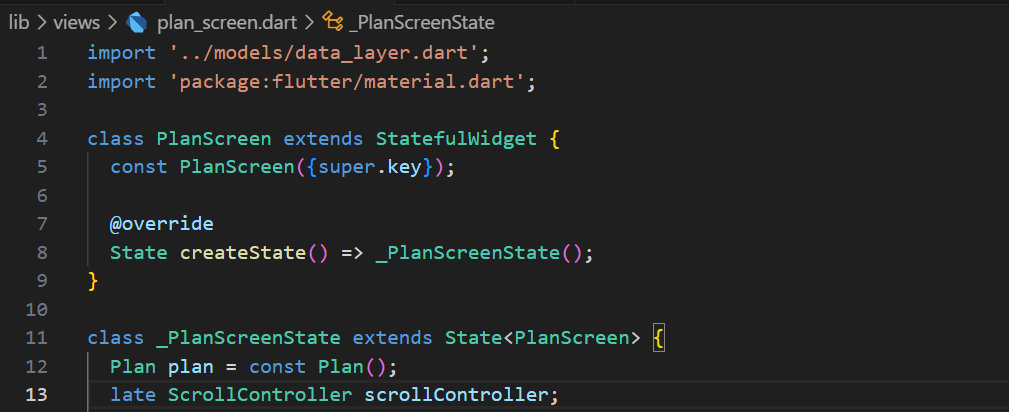 lib > views > plan_screen.dart > _PlanScreenState
1 import '../models/data_layer.dart';
2 import 'package:flutter/material.dart';
3
4 class PlanScreen extends StatefulWidget {
5 const PlanScreen({super.key});
6
7 @override
8 State createState() => _PlanScreenState();
9 }
10
11 class _PlanScreenState extends State<PlanScreen> {
12 Plan plan = const Plan();
13 late ScrollController scrollController;